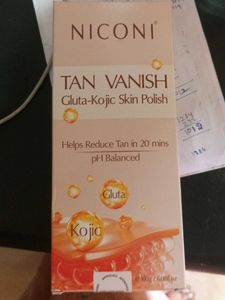 NICONI®
TAN VANISH
Gluta-Kojic Skin Polish
Helps Reduce Tan in 20 mins
pH Balanced
Gluta
Kojic